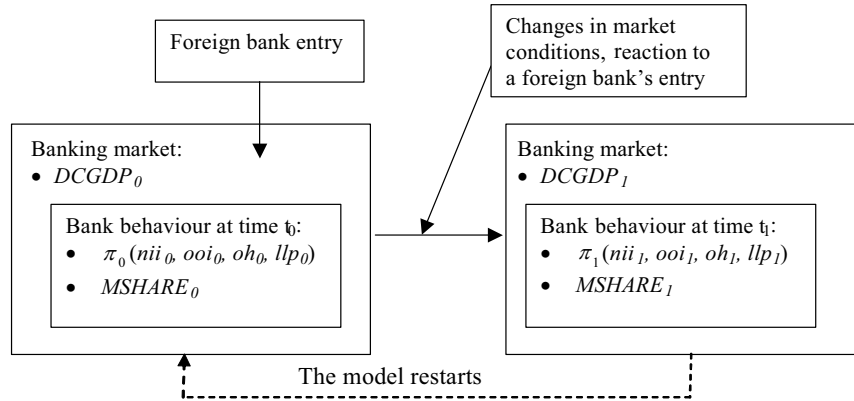 Foreign bank entry
Changes in market
conditions, reaction to
a foreign bank's entry
Banking market:
• DCGDP₀
Bank behaviour at time t₀:
• π₀(nii₀, ooi₀, oh₀, llp₀)
• MSHARE₀
Banking market:
• DCGDP₁
Bank behaviour at time t₁:
• π₁(nii₁, ooi₁, oh₁, llp₁)
• MSHARE₁
The model restarts